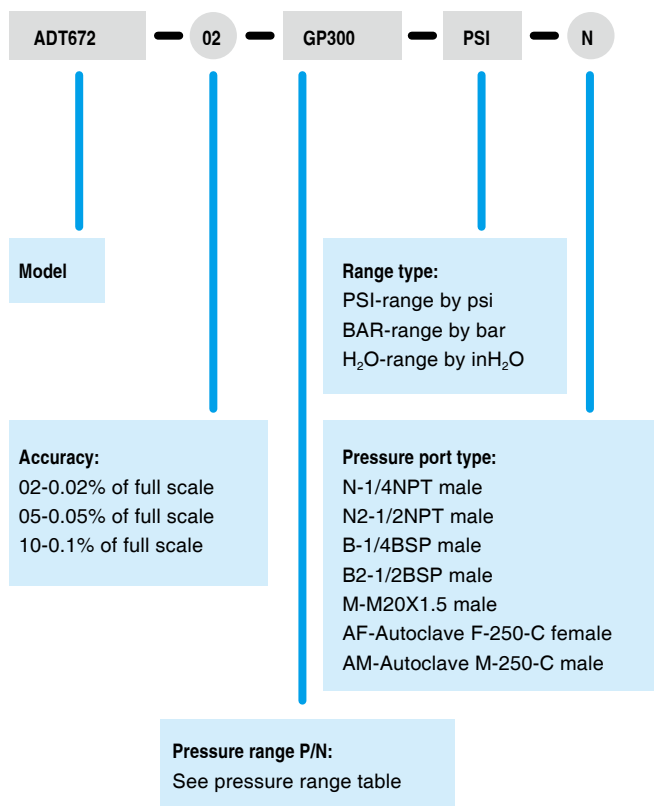 ADT672 — 02 — GP300 — PSI — N
Model
Range type:
PSI-range by psi
BAR-range by bar
H₂O-range by inH₂O
Accuracy:
02-0.02% of full scale
05-0.05% of full scale
10-0.1% of full scale
Pressure port type:
N-1/4NPT male
N2-1/2NPT male
B-1/4BSP male
B2-1/2BSP male
M-M20X1.5 male
AF-Autoclave F-250-C female
AM-Autoclave M-250-C male
Pressure range P/N:
See pressure range table